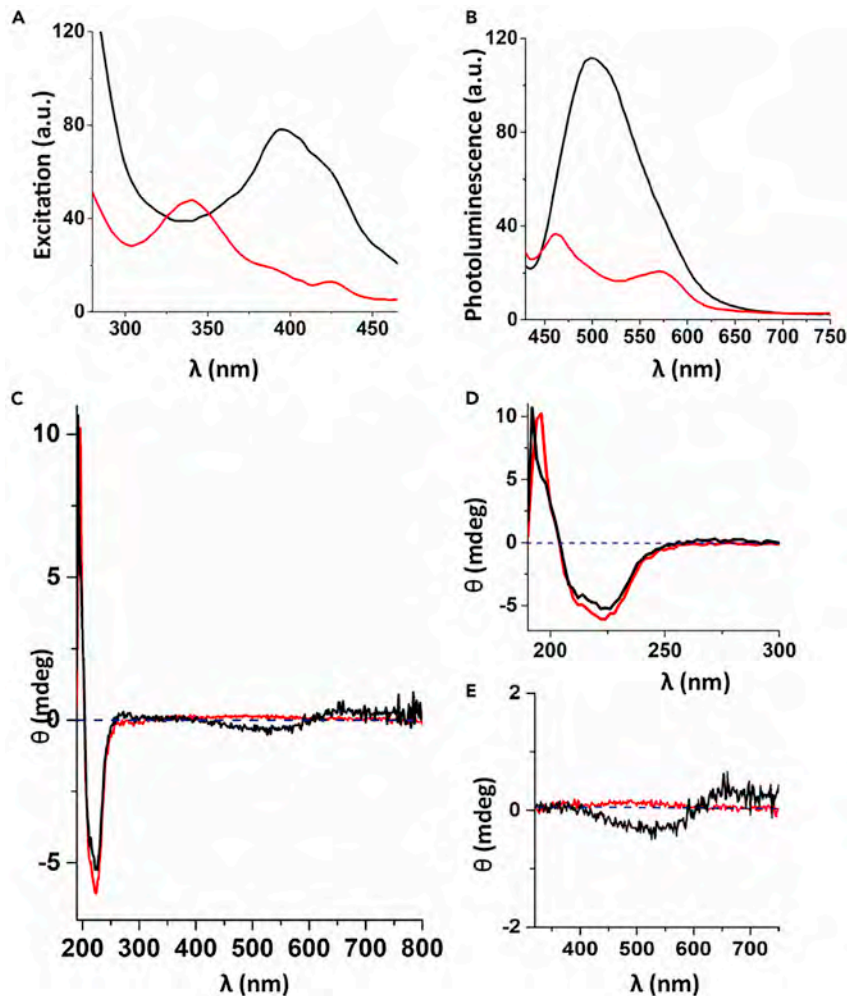 A
120
80
40
0
Excitation (a.u.)
300
350
400
450
λ (nm)
B
120
80
40
0
Photoluminescence (a.u.)
450
500
550
600
650
700
750
λ (nm)
C
10
5
0
-5
θ (mdeg)
200
300
400
500
600
700
800
λ (nm)
D
10
5
0
-5
θ (mdeg)
200
250
300
λ (nm)
E
2
0
-2
θ (mdeg)
400
500
600
700
λ (nm)